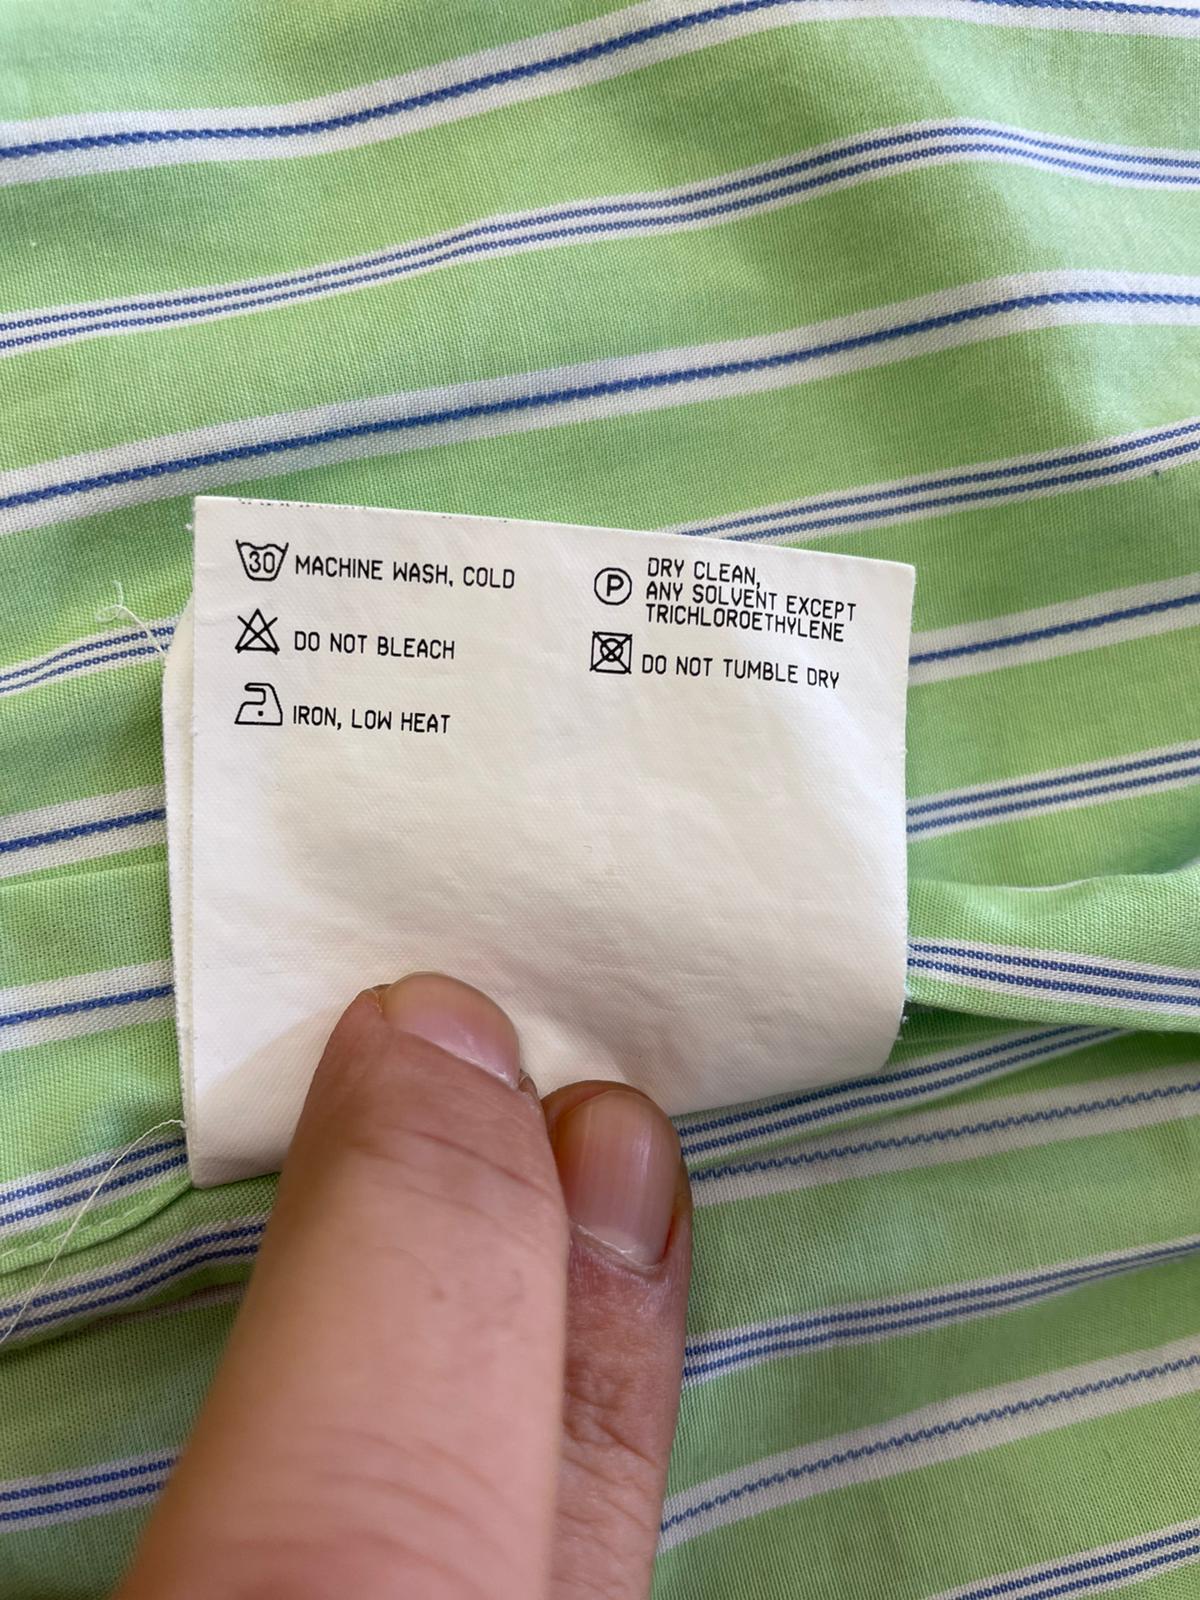 30 MACHINE WASH, COLD
DO NOT BLEACH
IRON, LOW HEAT
P DRY CLEAN,
ANY SOLVENT EXCEPT
TRICHLOROETHYLENE
DO NOT TUMBLE DRY